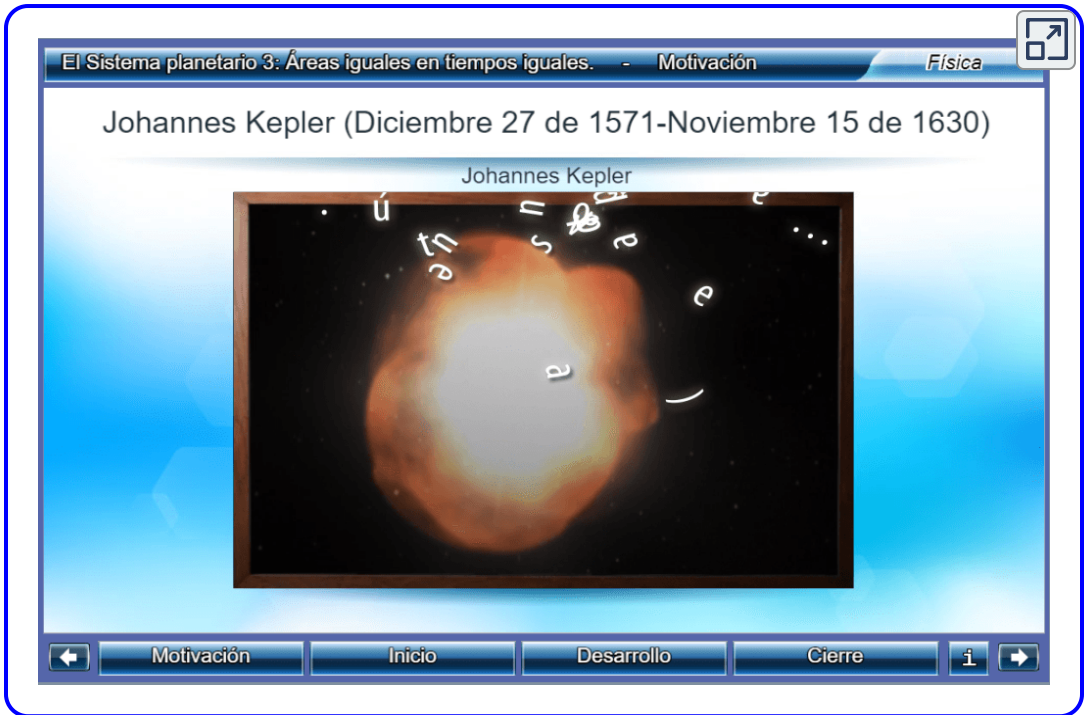 El Sistema planetario 3: Áreas iguales en tiempos iguales. - Motivación Física
Johannes Kepler (Diciembre 27 de 1571-Noviembre 15 de 1630)
Johannes Kepler
Motivación Inicio Desarrollo Cierre i